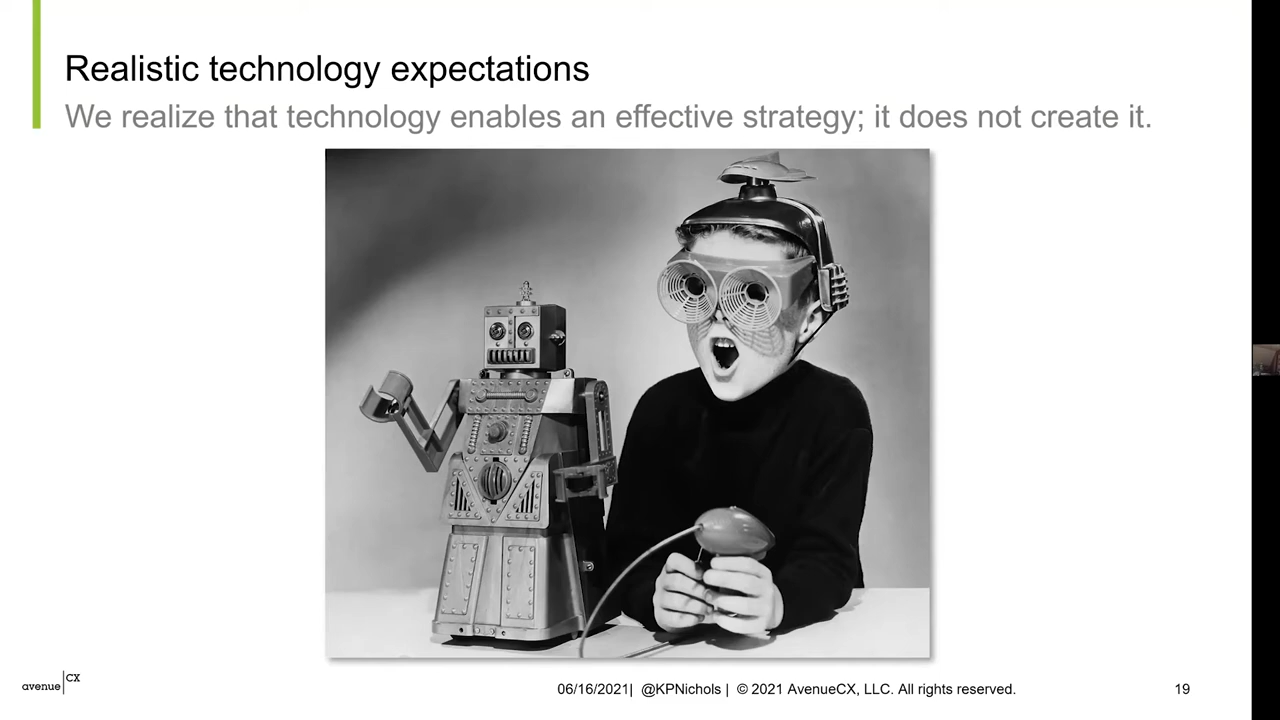 Realistic technology expectations
We realize that technology enables an effective strategy; it does not create it.
avenue CX
06/16/2021| @KPNichols | © 2021 AvenueCX, LLC. All rights reserved.
19